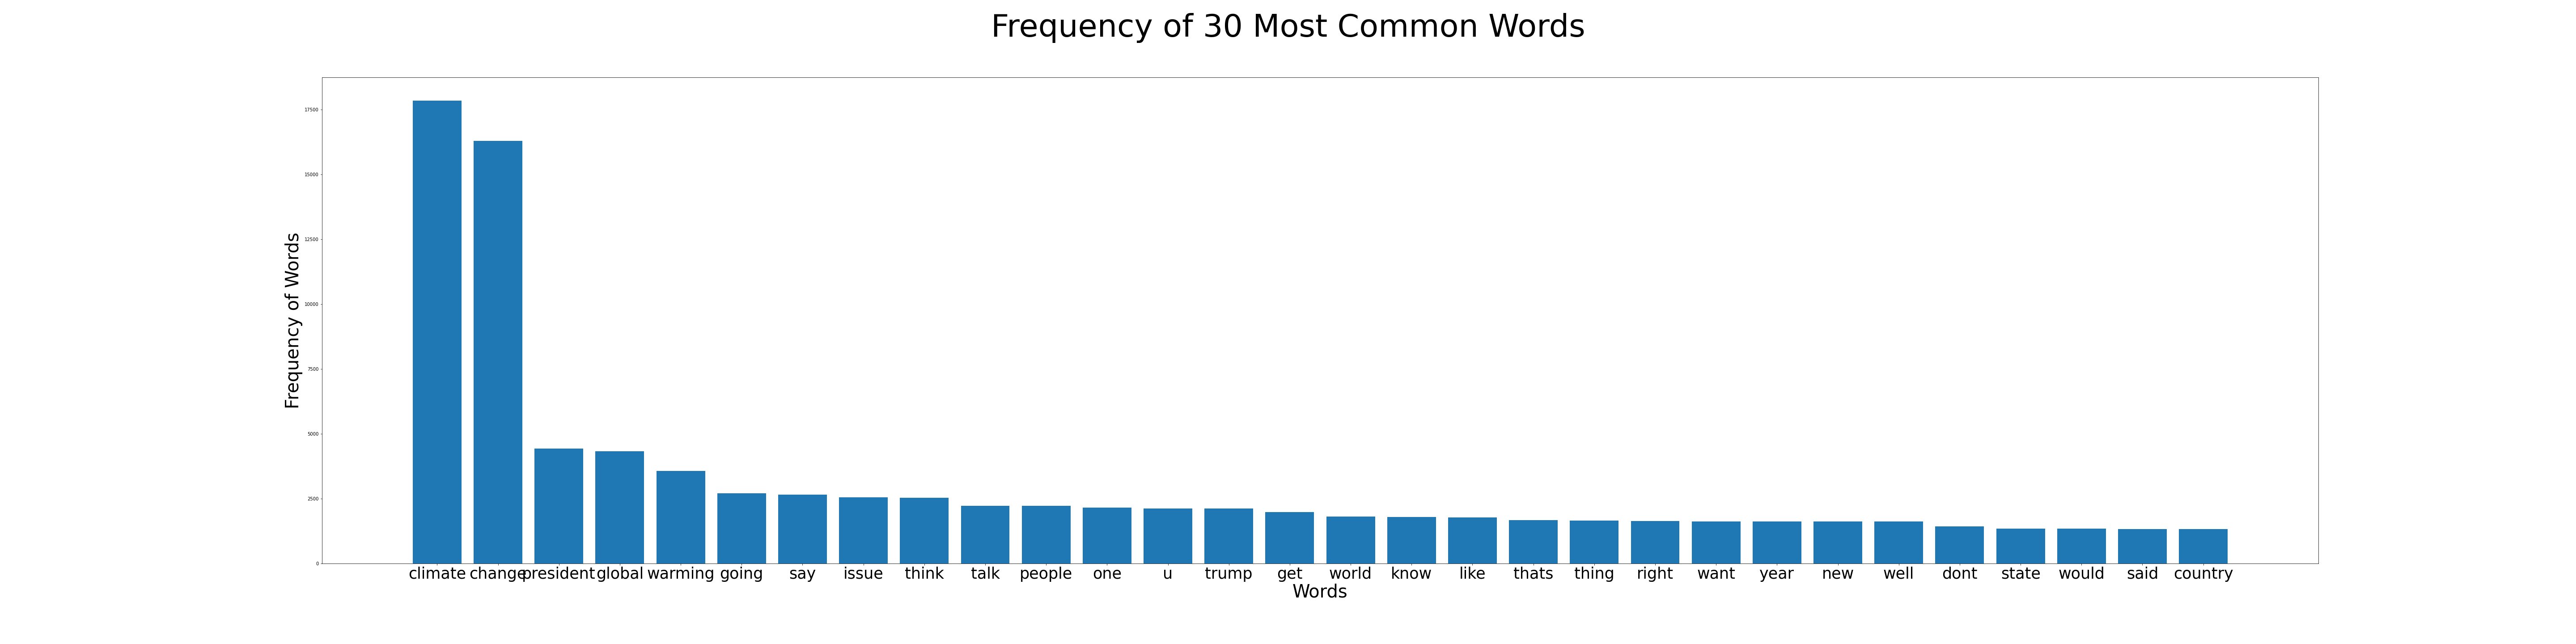 Frequency of 30 Most Common Words
Frequency of Words
17500
15000
12500
10000
7500
5000
2500
0
climate change president global warming going say issue think talk people one u trump get world know like thats thing right want year new well dont state would said country
Words